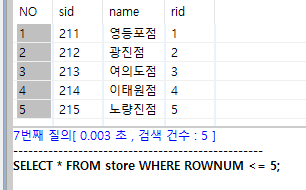 NO sid name rid
1 211 영등포점 1
2 212 광진점 2
3 213 여의도점 3
4 214 이태원점 4
5 215 노량진점 5
7번째 질의[ 0.003 초 , 검색 건수 : 5 ]
--------------------------------------------------
SELECT * FROM store WHERE ROWNUM <= 5;